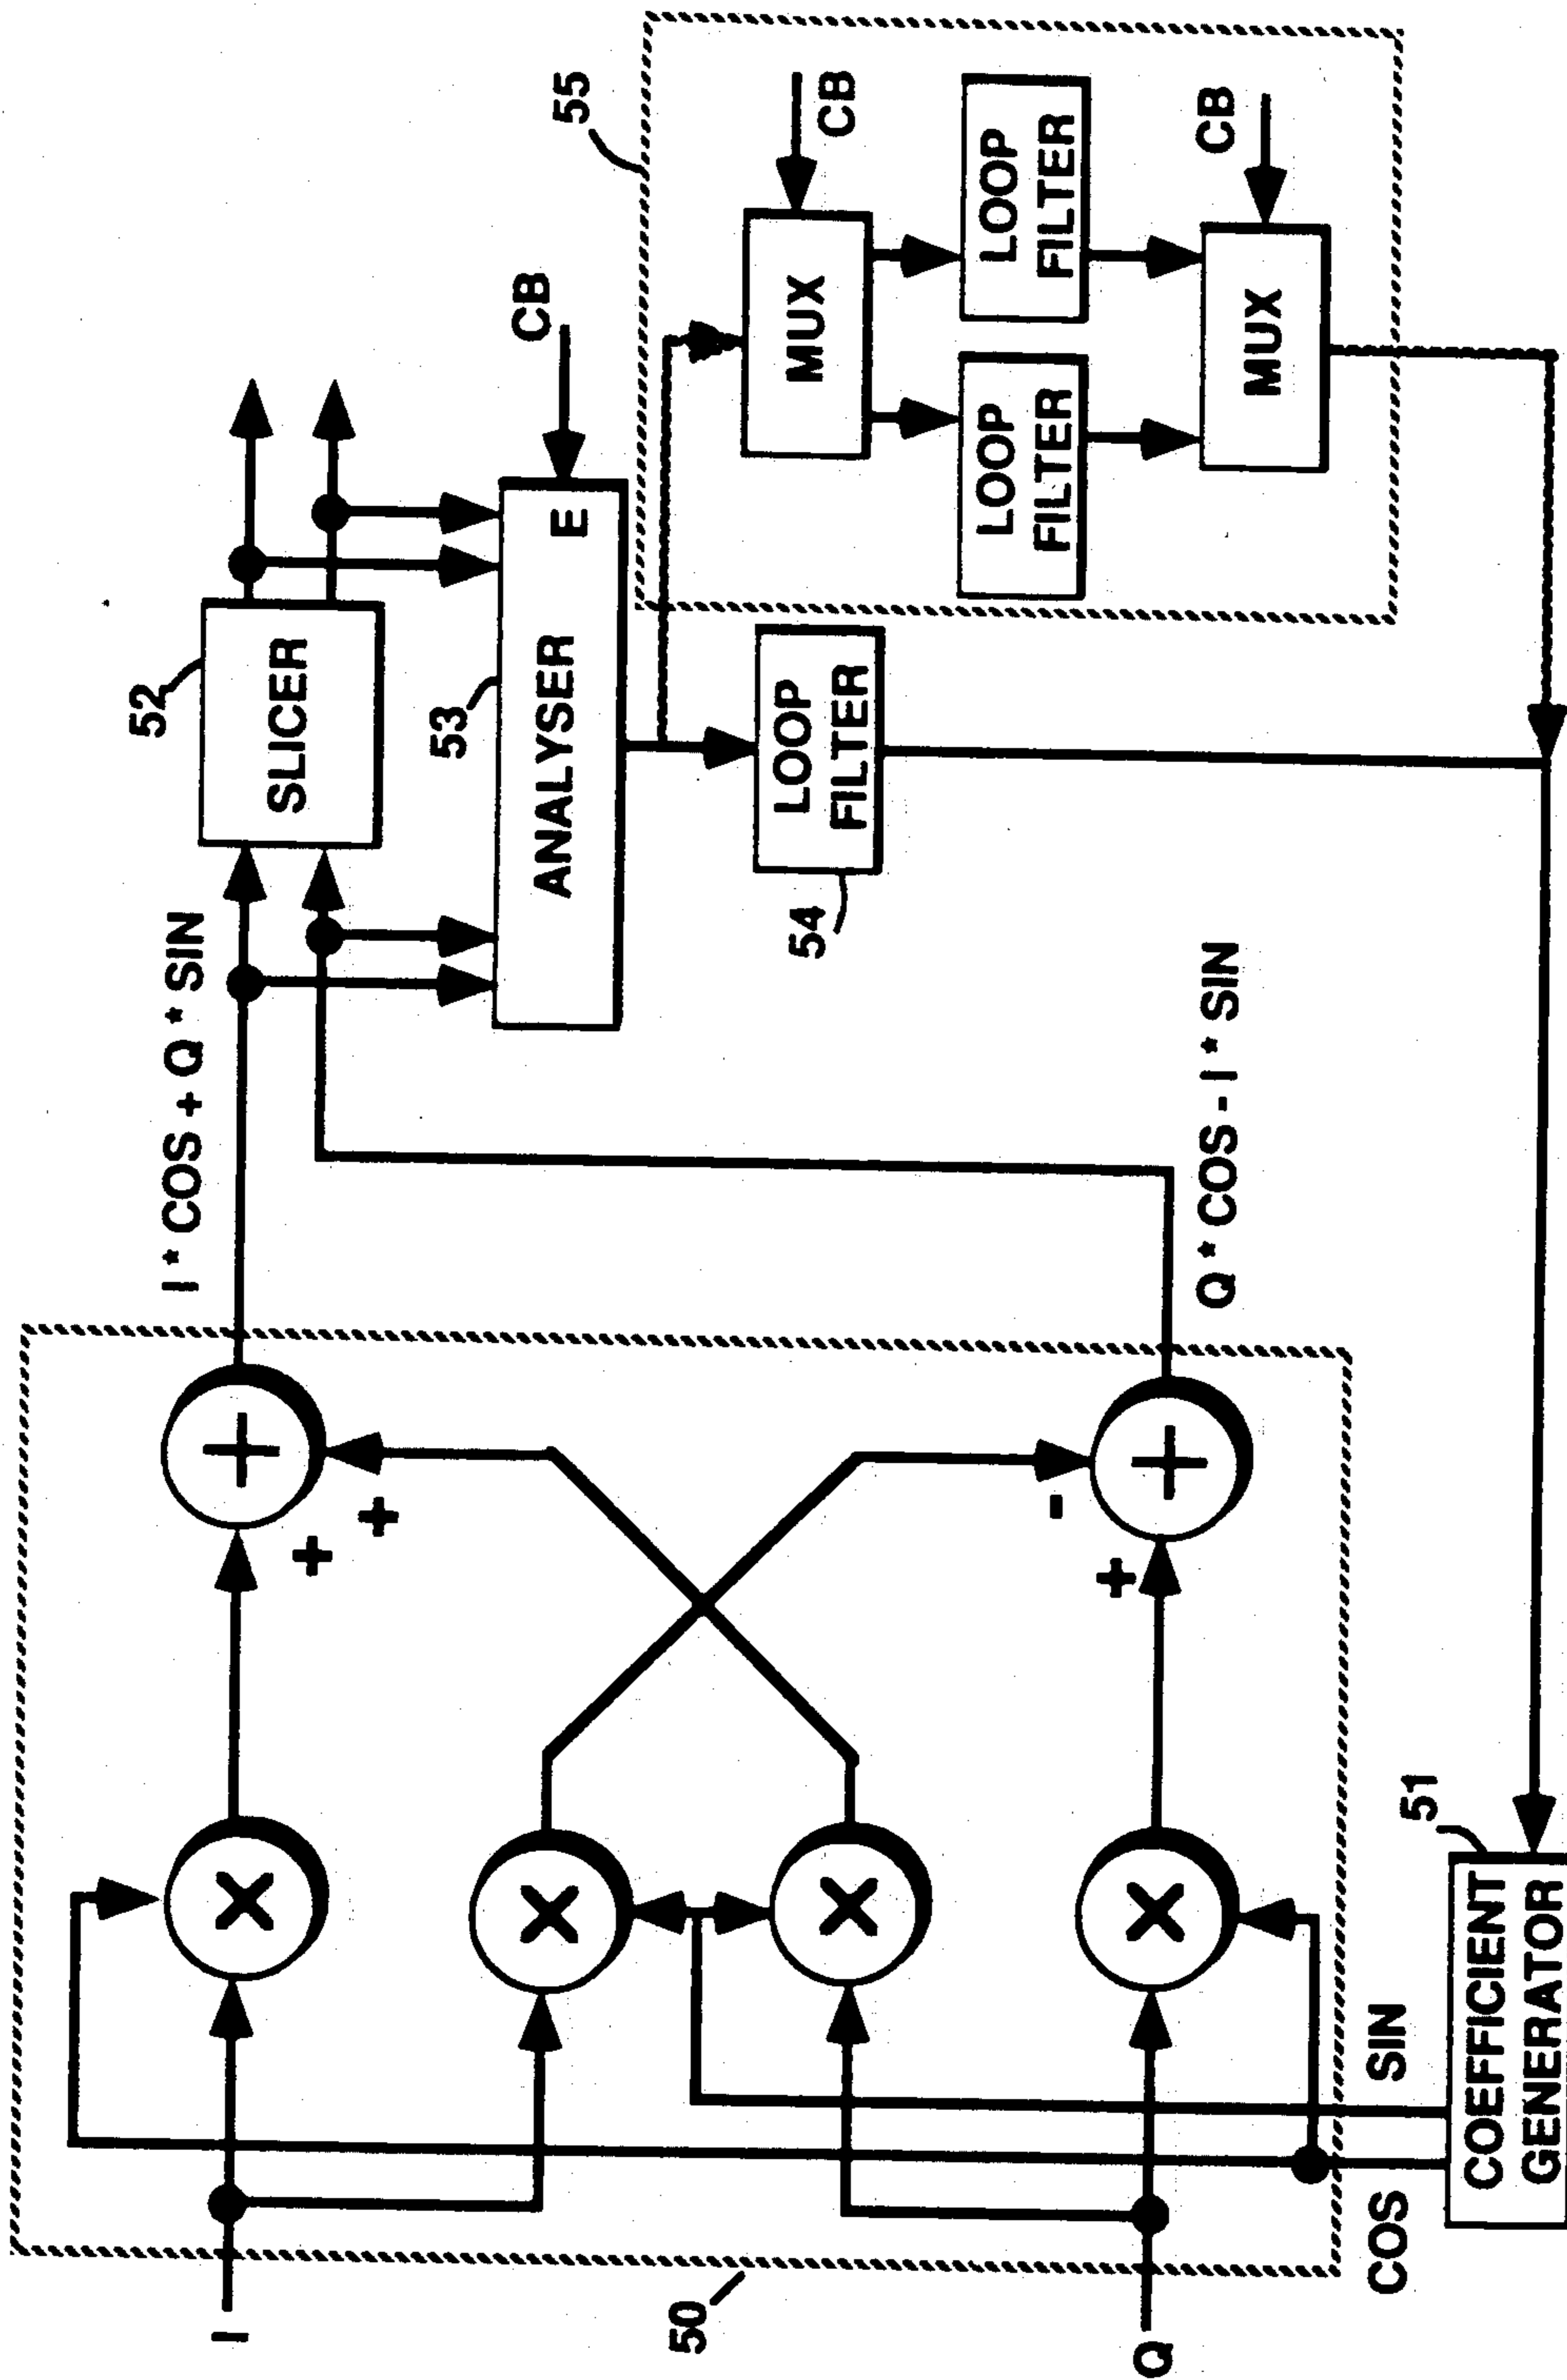 I * COS + Q * SIN
52
SLICER
53
ANALYSER
E
CB
55
MUX
CB
LOOP
FILTER
LOOP
FILTER
MUX
CB
54
LOOP
FILTER
+
+
+
-
+
+
×
×
×
×
I
Q
50
Q * COS - I * SIN
COS
SIN
51
COEFFICIENT
GENERATOR